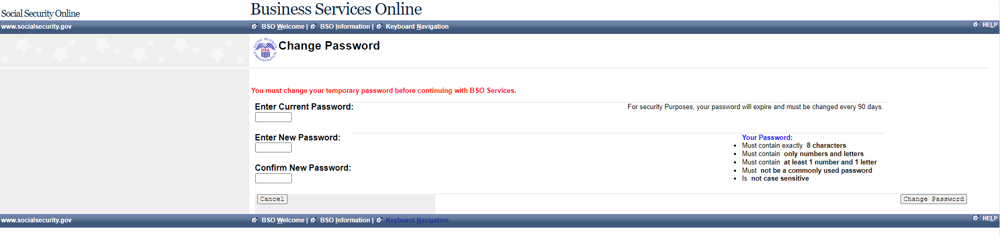 Social Security Online
Business Services Online
www.socialsecurity.gov
BSO Welcome | BSO Information | Keyboard Navigation
HELP
SOCIAL SECURITY ADMINISTRATION
USA
Change Password
You must change your temporary password before continuing with BSO Services.
Enter Current Password:
For security Purposes, your password will expire and must be changed every 90 days.
Enter New Password:
Your Password:
• Must contain exactly 8 characters
• Must contain only numbers and letters
• Must contain at least 1 number and 1 letter
• Must not be a commonly used password
• Is not case sensitive
Confirm New Password:
Cancel
Change Password
www.socialsecurity.gov
BSO Welcome | BSO Information | Keyboard Navigation
HELP